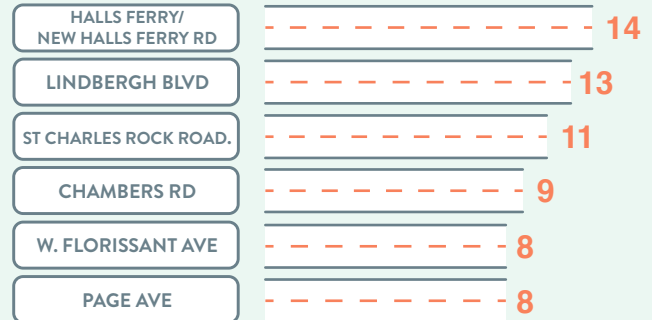 HALLS FERRY/
NEW HALLS FERRY RD
14
LINDBERGH BLVD
13
ST CHARLES ROCK ROAD.
11
CHAMBERS RD
9
W. FLORISSANT AVE
8
PAGE AVE
8